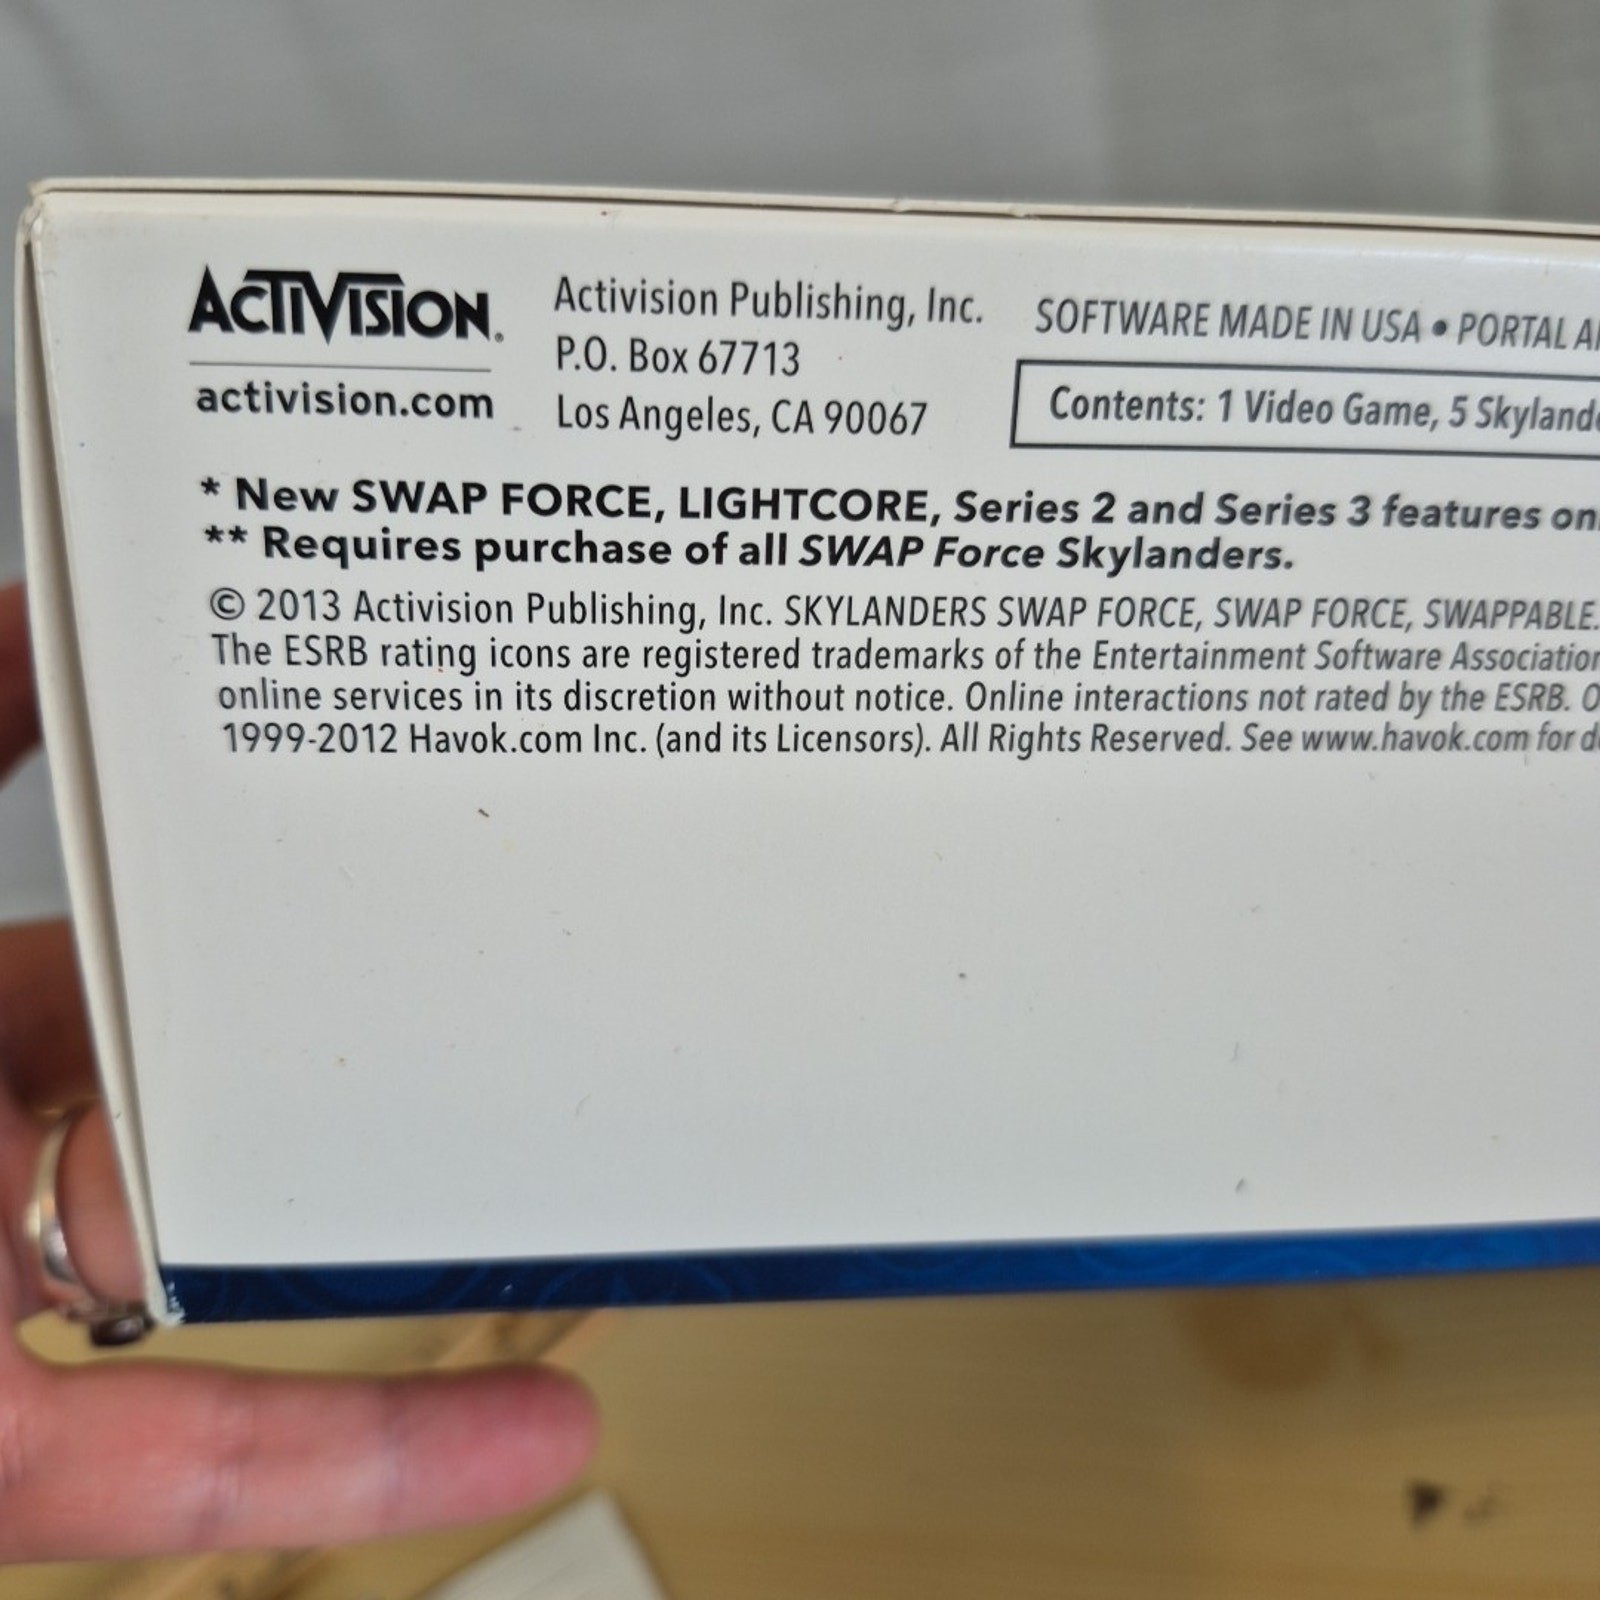 ACTIVISION.
activision.com
Activision Publishing, Inc.
P.O. Box 67713
Los Angeles, CA 90067
SOFTWARE MADE IN USA • PORTAL
Contents: 1 Video Game, 5
* New SWAP FORCE, LIGHTCORE, Series 2 and Series 3 features
** Requires purchase of all SWAP Force Skylanders.
© 2013 Activision Publishing, Inc. SKYLANDERS SWAP FORCE, SWAP FORCE, SWAPPABLE.
The ESRB rating icons are registered trademarks of the Entertainment Software
online services in its discretion without notice. Online interactions not rated by the ESRB.
1999-2012 Havok.com Inc. (and its Licensors). All Rights Reserved. See www.havok.com for